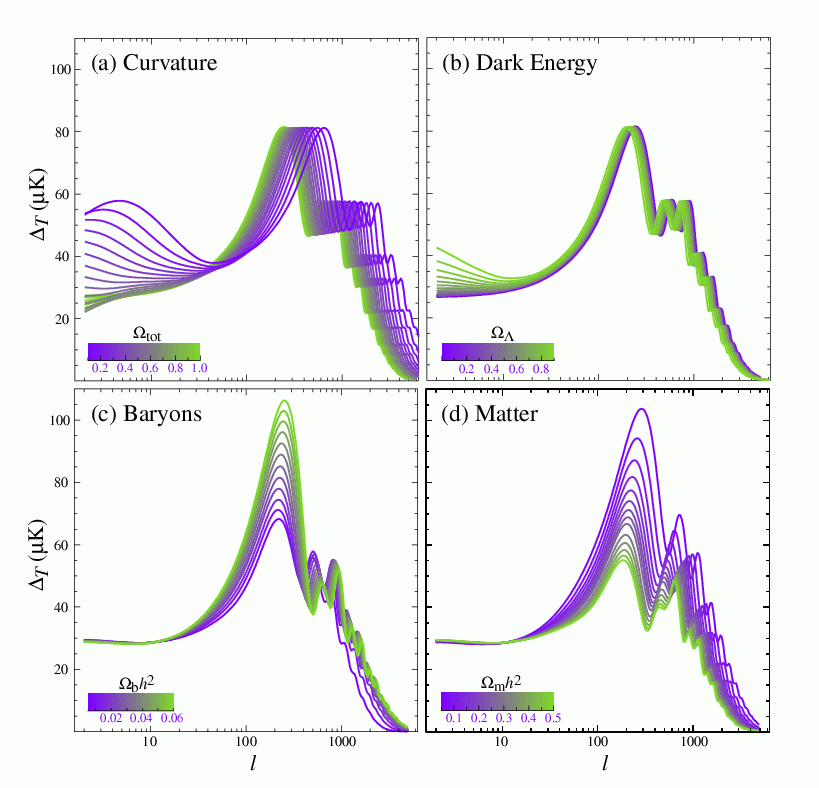 (a) Curvature
(b) Dark Energy
100
80
60
40
20
Δ_T (μK)
Ω_tot
0.2 0.4 0.6 0.8 1.0
Ω_Λ
0.2 0.4 0.6 0.8
(c) Baryons
(d) Matter
100
80
60
40
20
Δ_T (μK)
Ω_b h²
0.02 0.04 0.06
Ω_m h²
0.1 0.2 0.3 0.4 0.5
10 100 1000
10 100 1000
l
l